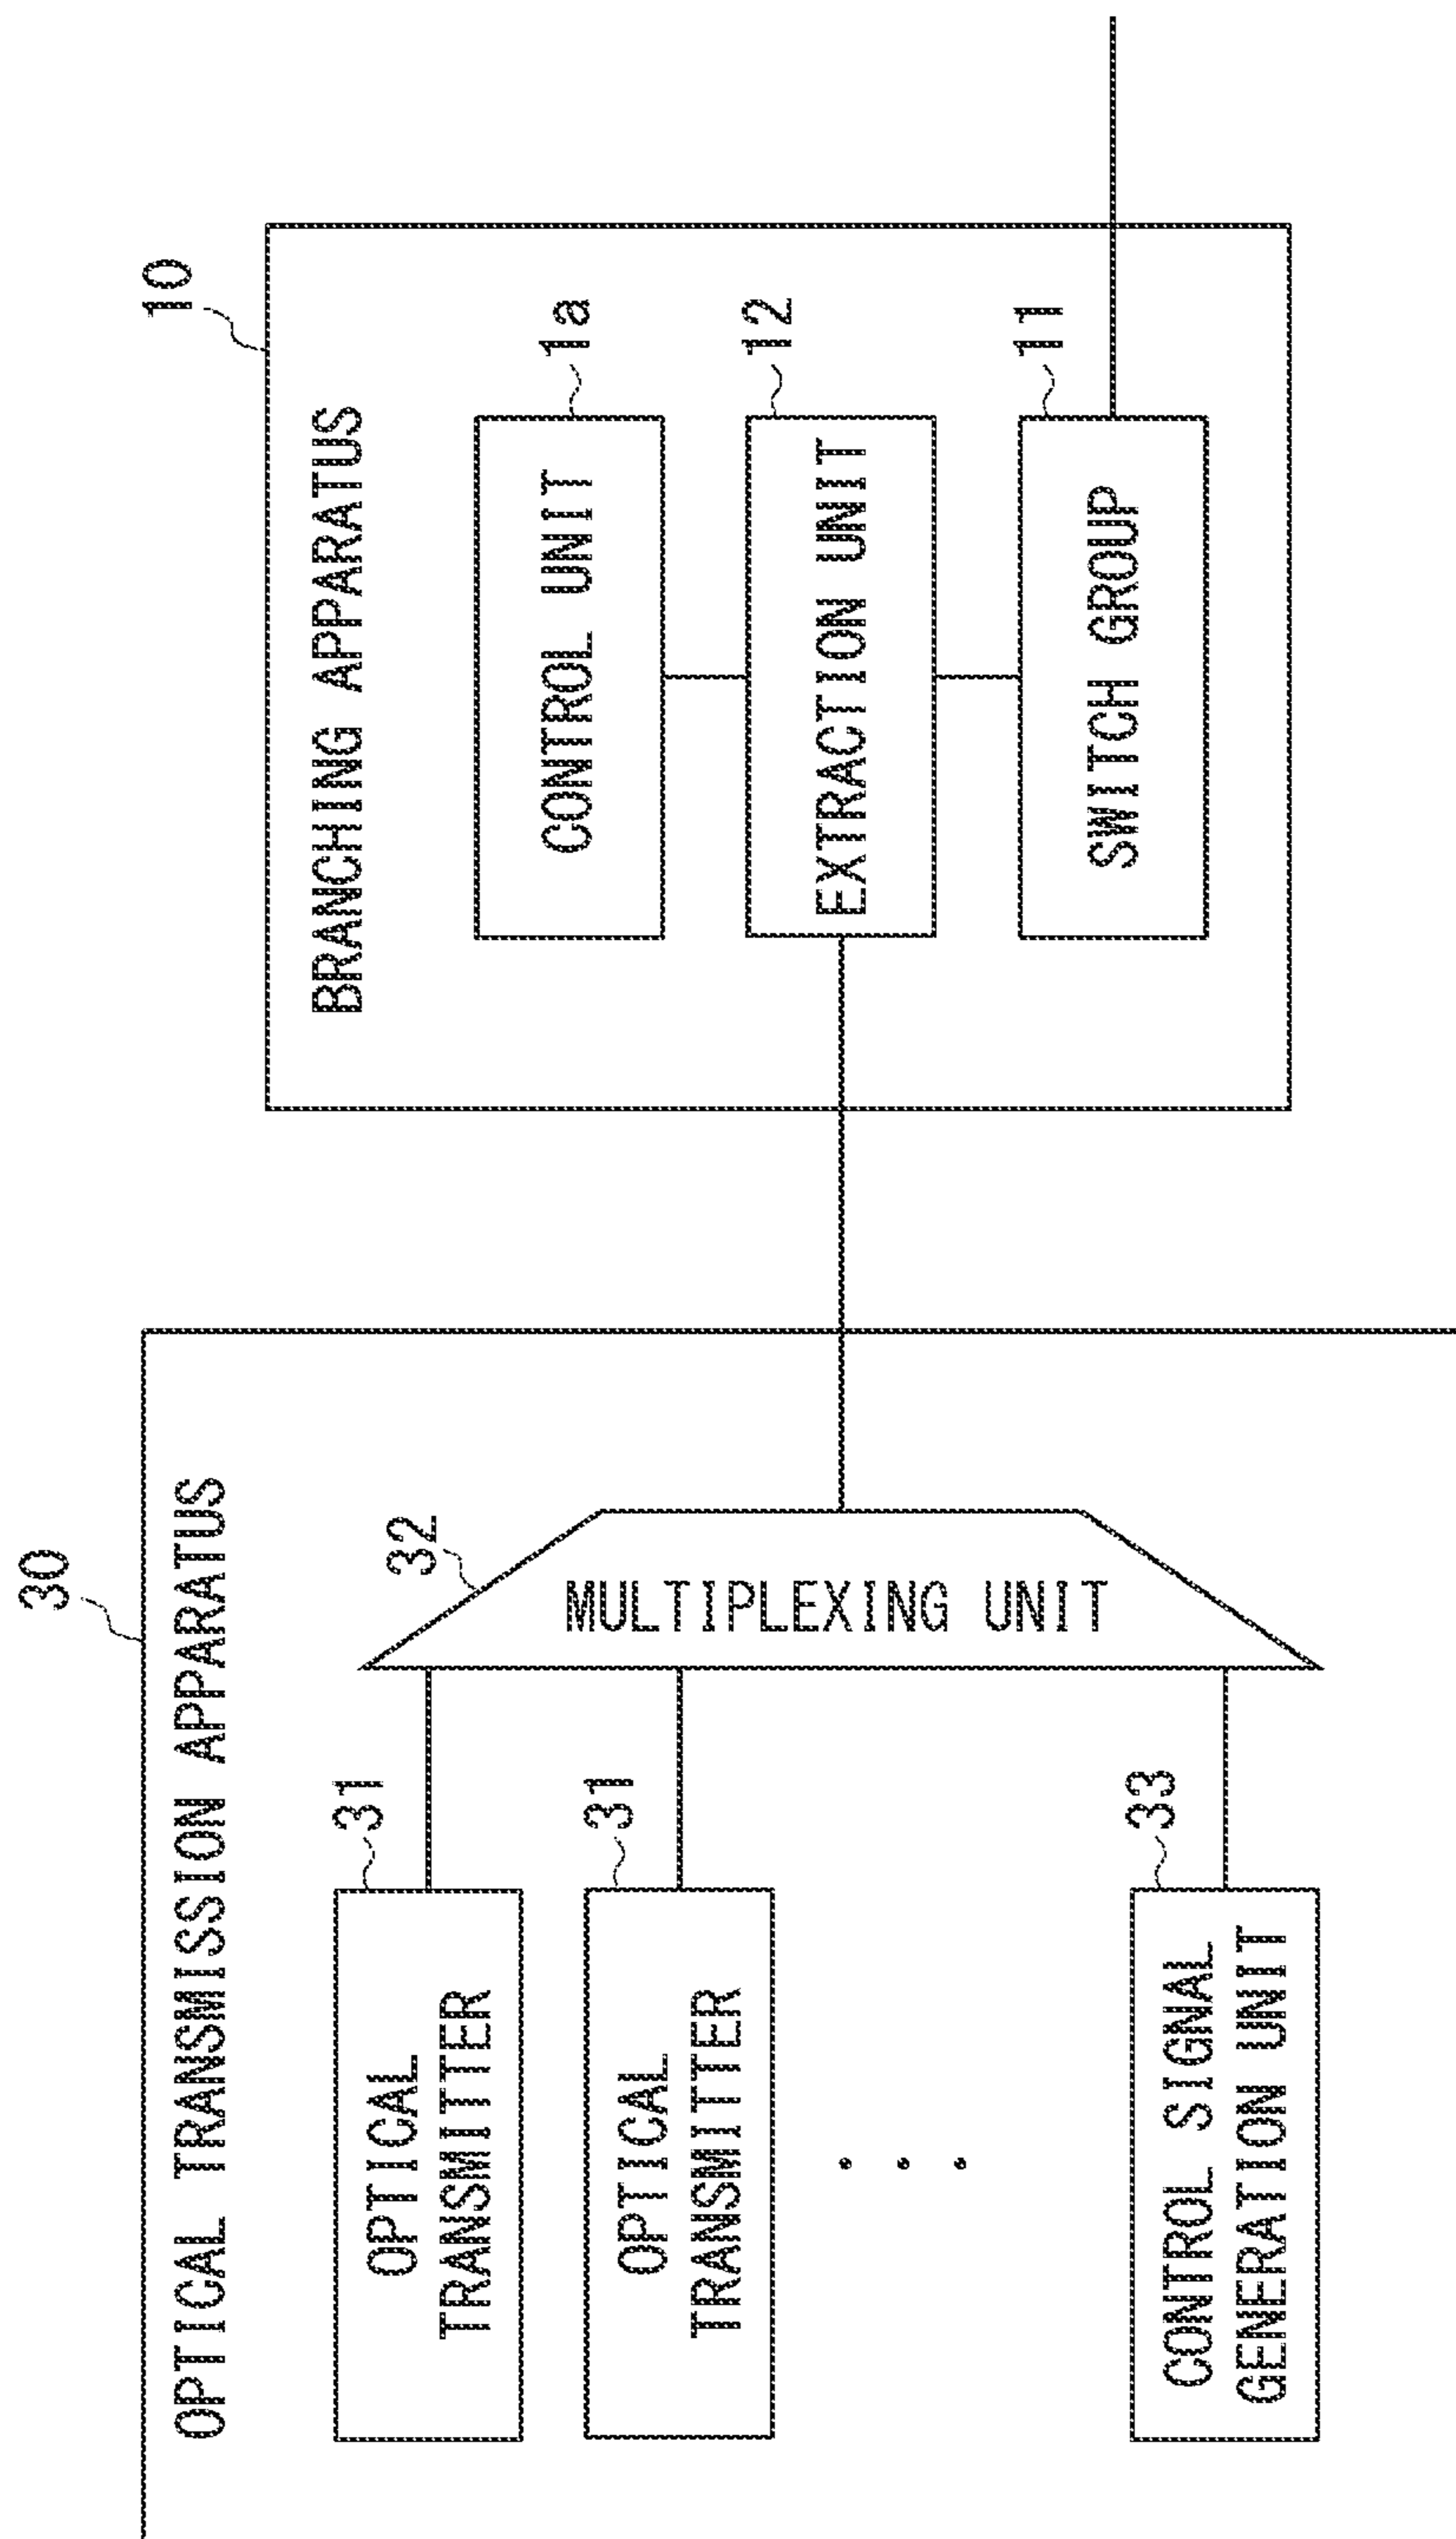 30
OPTICAL TRANSMISSION APPARATUS
31
OPTICAL
TRANSMITTER
31
OPTICAL
TRANSMITTER
33
CONTROL SIGNAL
GENERATION UNIT
32
MULTIPLEXING UNIT
10
BRANCHING APPARATUS
1a
CONTROL UNIT
12
EXTRACTION UNIT
11
SWITCH GROUP